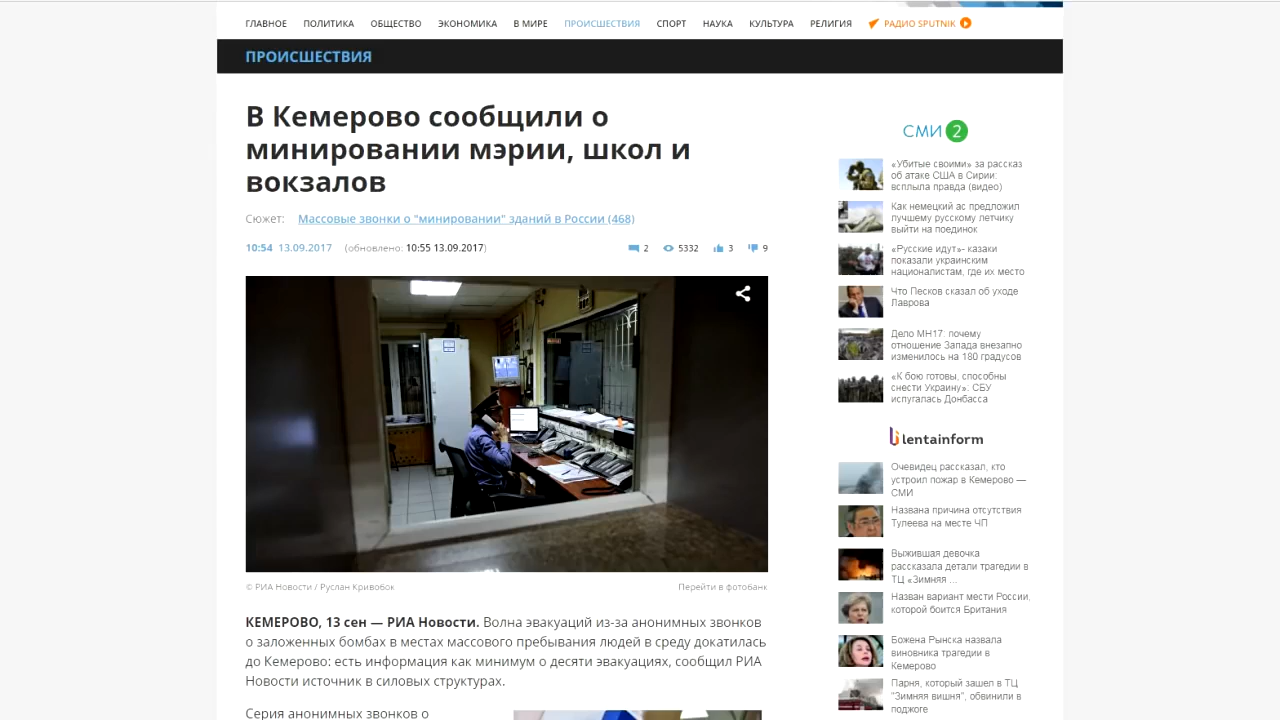 ГЛАВНОЕ ПОЛИТИКА ОБЩЕСТВО ЭКОНОМИКА В МИРЕ ПРОИСШЕСТВИЯ СПОРТ НАУКА КУЛЬТУРА РЕЛИГИЯ РАДИО SPUTNIK
ПРОИСШЕСТВИЯ
В Кемерово сообщили о
минировании мэрии, школ и
вокзалов
Сюжет: Массовые звонки о "минировании" зданий в России (468)
10:54 13.09.2017 (обновлено: 10:55 13.09.2017) 2 5332 3 9
© РИА Новости / Руслан Кривобок Перейти в фотобанк
КЕМЕРОВО, 13 сен — РИА Новости. Волна эвакуаций из-за анонимных звонков
о заложенных бомбах в местах массового пребывания людей в среду докатилась
до Кемерово: есть информация как минимум о десяти эвакуациях, сообщил РИА
Новости источник в силовых структурах.
Серия анонимных звонков о
СМИ 2
«Убитые своими» за рассказ
об атаке США в Сирии:
всплыла правда (видео)
Как немецкий ас предложил
лучшему русскому летчику
выйти на поединок
«Русские идут»- казаки
показали украинским
националистам, где их место
Что Песков сказал об уходе
Лаврова
Дело MH17: почему
отношение Запада внезапно
изменилось на 180 градусов
«К бою готовы, способны
снести Украину»: СБУ
испугалась Донбасса
lentainform
Очевидец рассказал, кто
устроил пожар в Кемерово —
СМИ
Названа причина отсутствия
Тулеева на месте ЧП
Выжившая девочка
рассказала детали трагедии в
ТЦ «Зимняя ...
Назван вариант мести России,
которой боится Британия
Божена Рынска назвала
виновника трагедии в
Кемерово
Парня, который зашел в ТЦ
"Зимняя вишня", обвинили в
поджоге